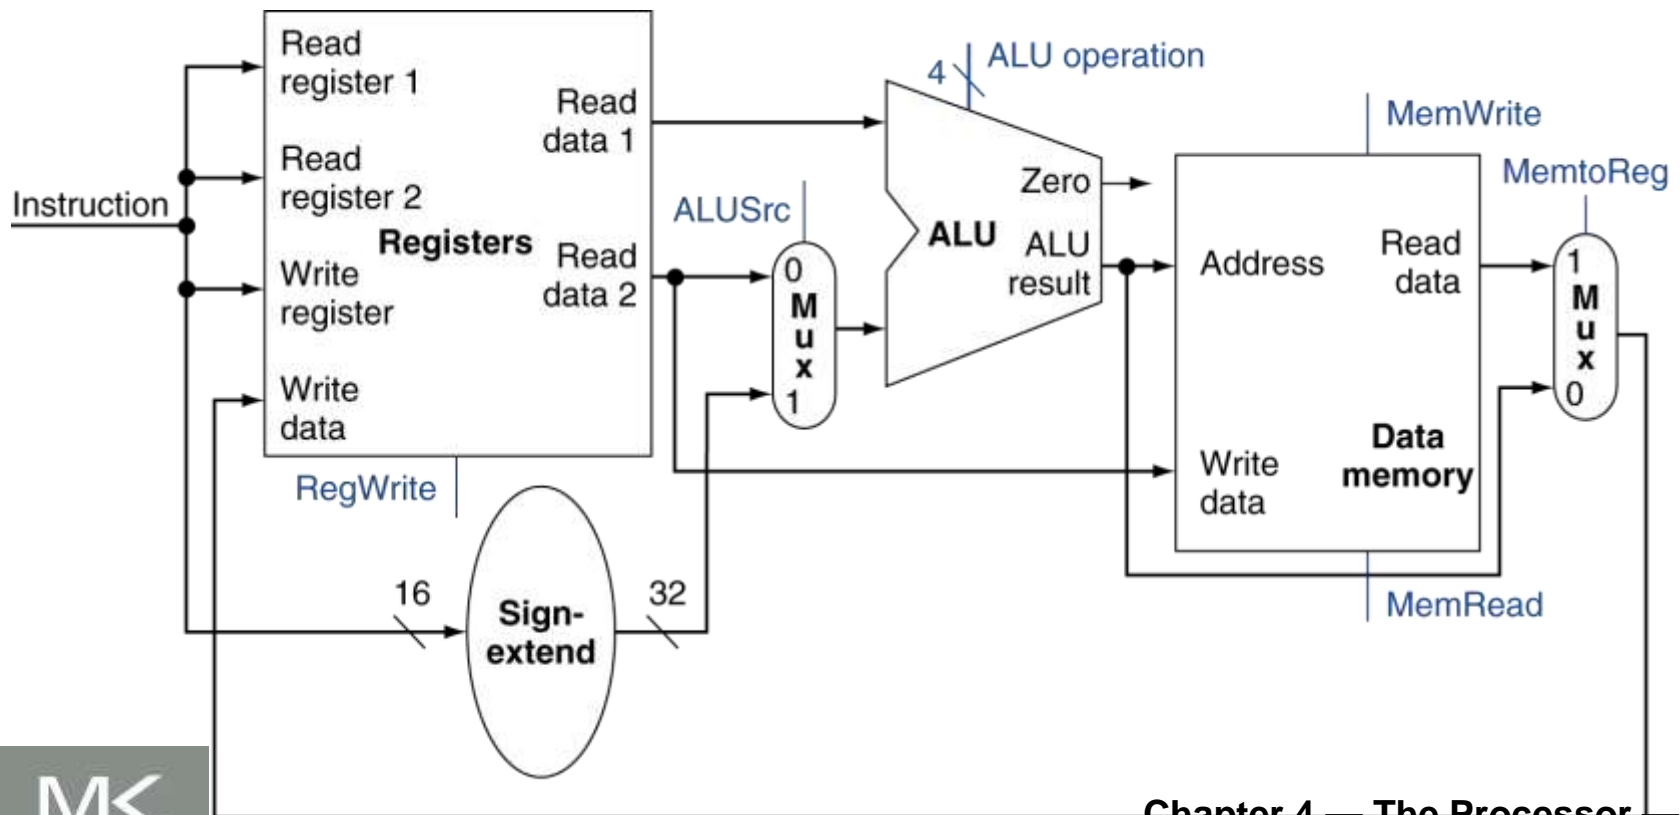 Instruction
Read
register 1
Read
register 2
Write
register
Write
data
Registers
Read
data 1
Read
data 2
RegWrite
16
Sign-
extend
32
ALUSrc
0
M
u
x
1
4
ALU operation
ALU
Zero
ALU
result
MemWrite
Address
Read
data
Write
data
Data
memory
MemRead
MemtoReg
1
M
u
x
0
MK
Chapter 4 — The Processor —